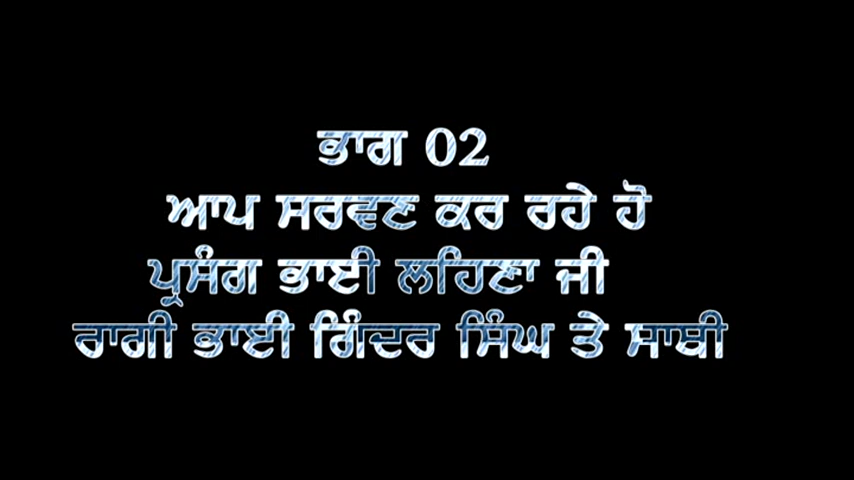 ਭਾਗ 02
ਆਪ ਸਰਵਣ ਕਰ ਰਹੇ ਹੋ
ਪ੍ਰਸੰਗ ਭਾਈ ਲਹਿਣਾ ਜੀ
ਰਾਗੀ ਭਾਈ ਗਿੰਦਰ ਸਿੰਘ ਤੇ ਸਾਥੀ